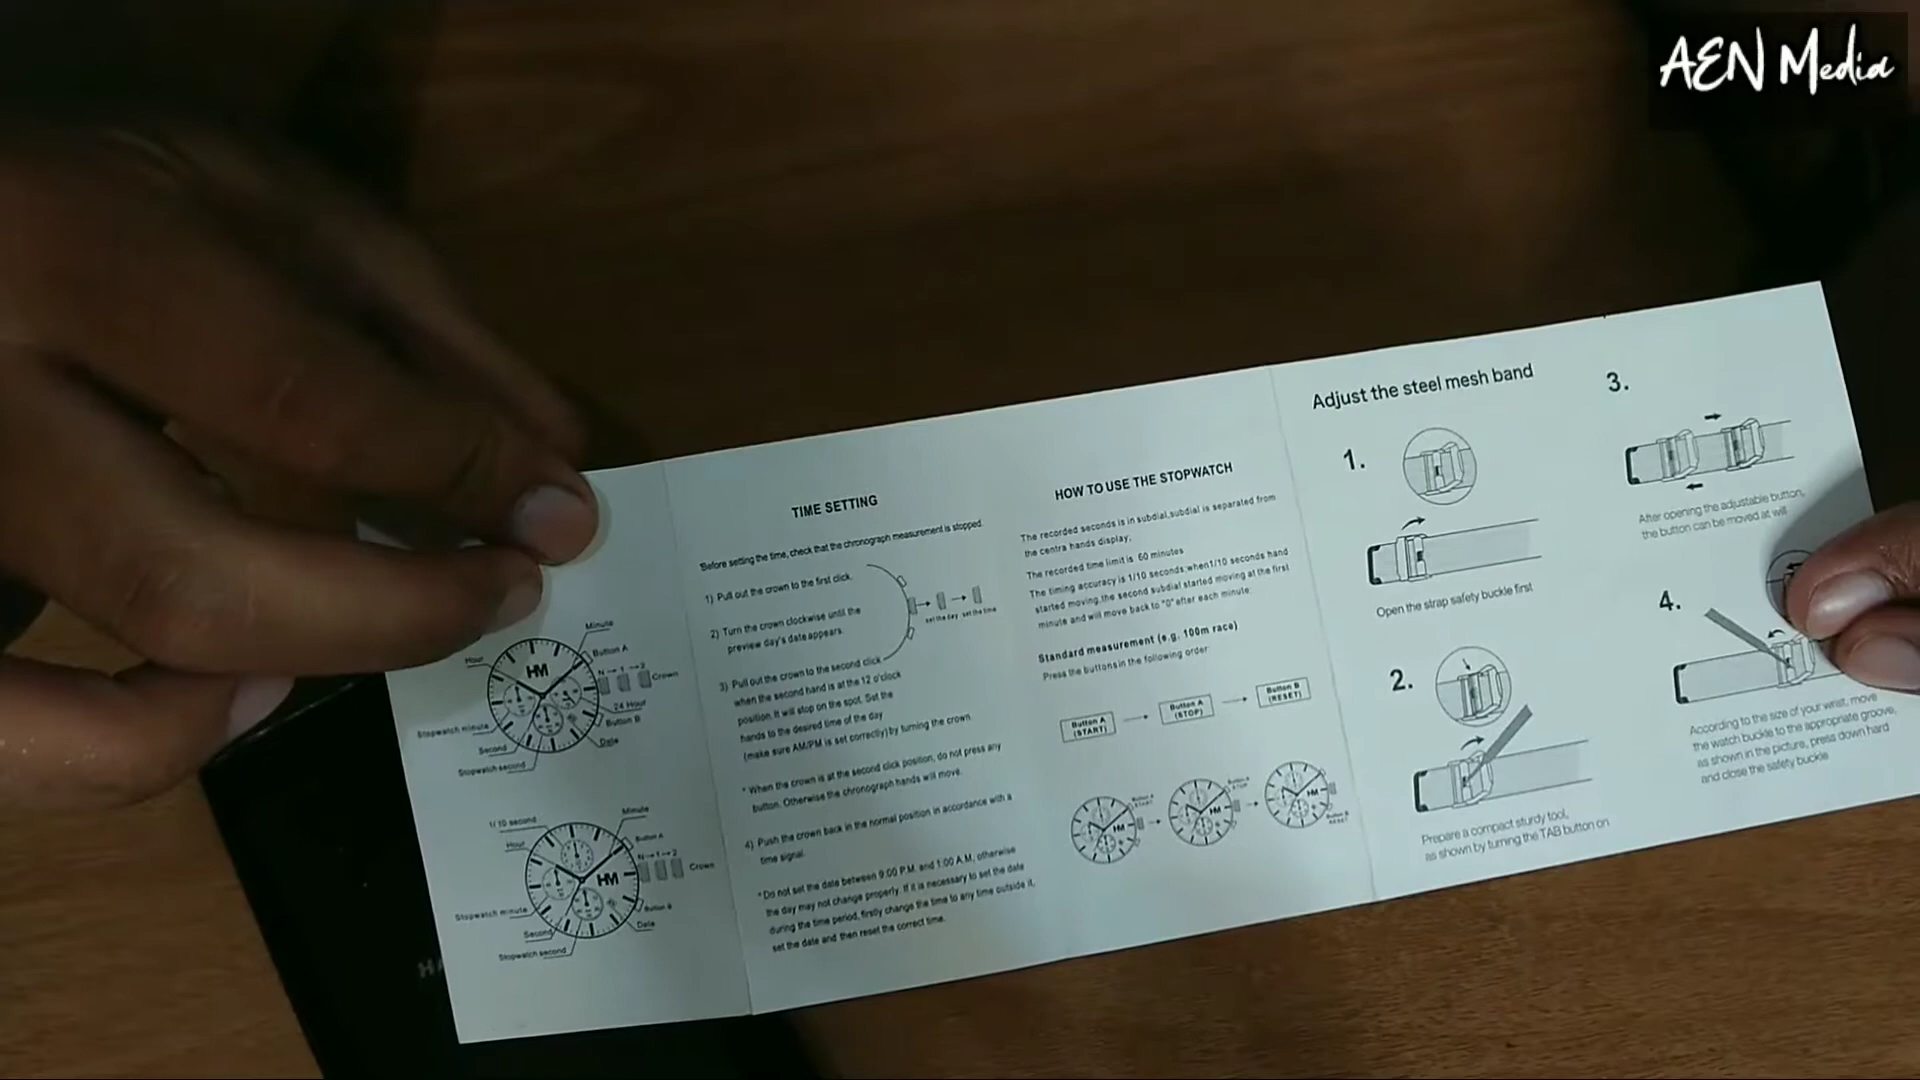 AEN Media
Minute
Hour
Button A
HM
N 1 2
Crown
24 Hour
Button B
Stopwatch minute
Date
Second
Stopwatch second
Minute
1/10 second
Button A
Hour
N 1 2
Crown
HM
Button B
Stopwatch minute
Date
Second
Stopwatch second
TIME SETTING
*Before setting the time, check that the chronograph measurement is stopped.
1) Pull out the crown to the first click.
set the day set the time
2) Turn the crown clockwise until the
preview day's date appears.
3) Pull out the crown to the second click
when the second hand is at the 12 o'clock
position. It will stop on the spot. Set the
hands to the desired time of the day
(make sure AM/PM is set correctly) by turning the crown
* When the crown is at the second click position, do not press any
button. Otherwise the chronograph hands will move.
4) Push the crown back in the normal position in accordance with a
time signal.
*Do not set the date between 9:00 P.M. and 1:00 A.M, otherwise
the day may not change properly. If it is necessary to set the date
during the time period, firstly change the time to any time outside it,
set the date and then reset the correct time.
HOW TO USE THE STOPWATCH
The recorded seconds is in subdial,subdial is separated from
the centra hands display;
The recorded time limit is 60 minutes
The timing accuracy is 1/10 seconds;when1/10 seconds hand
started moving,the second subdial started moving at the first
minute and will move back to "0" after each minute.
Standard measurement (e.g. 100m race)
Press the buttons in the following order
Button A
(START)
Button A
(STOP)
Button B
(RESET)
HM
HM
HM
Adjust the steel mesh band
1.
Open the strap safety buckle first
2.
Prepare a compact sturdy tool,
as shown by turning the TAB button on
3.
After opening the adjustable button,
the button can be moved at will
4.
According to the size of your wrist, move
the watch buckle to the appropriate groove,
as shown in the picture, press down hard
and close the safety buckle